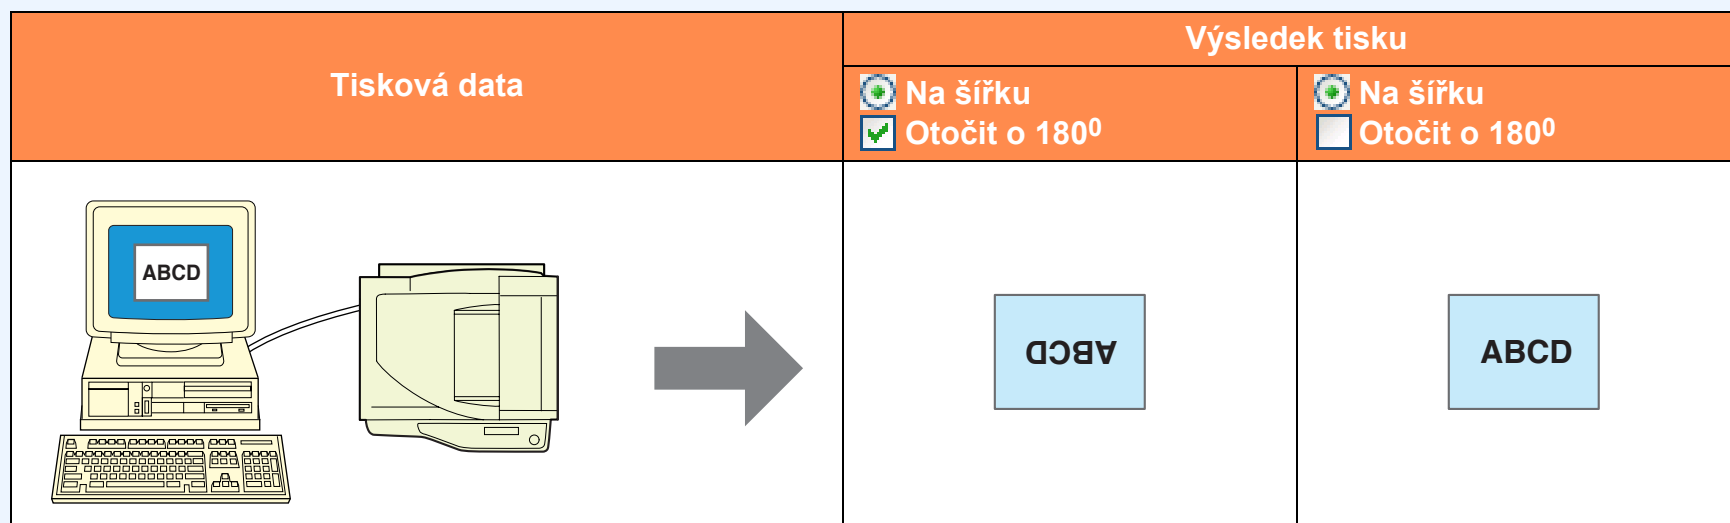 Tisková data
Výsledek tisku
Na šířku
Otočit o 180⁰
Na šířku
Otočit o 180⁰
ABCD
ABCD
ABCD